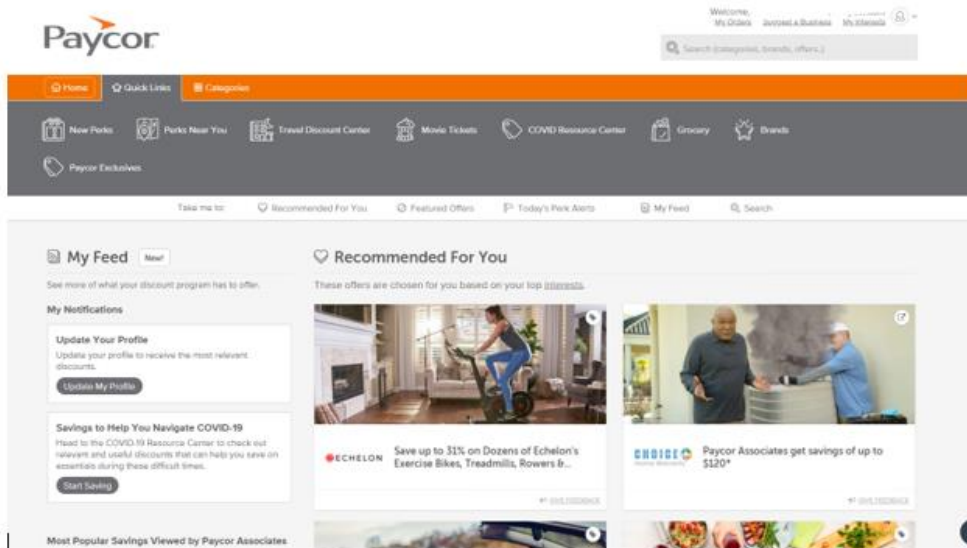 Paycor
Welcome,
My Orders Suggest a Business My Interests
Search (categories, brands, offers..)
Home Quick Links Categories
New Perks Perks Near You Travel Discount Center Movie Tickets COVID Resource Center Grocery Brands
Paycor Exclusives
Take me to: Recommended For You Featured Offers Today's Perk Alerts My Feed Search
My Feed New!
See more of what your discount program has to offer.
My Notifications
Update Your Profile
Update your profile to receive the most relevant
discounts.
Update My Profile
Savings to Help You Navigate COVID-19
Head to the COVID-19 Resource Center to check out
relevant and useful discounts that can help you save on
essentials during these difficult times.
Start Saving
Most Popular Savings Viewed by Paycor Associates
Recommended For You
These offers are chosen for you based on your top interests.
ECHELON
Save up to 31% on Dozens of Echelon's
Exercise Bikes, Treadmills, Rowers &...
GIVE FEEDBACK
CHOICE
Home Warranty
Paycor Associates get savings of up to
$120*
GIVE FEEDBACK